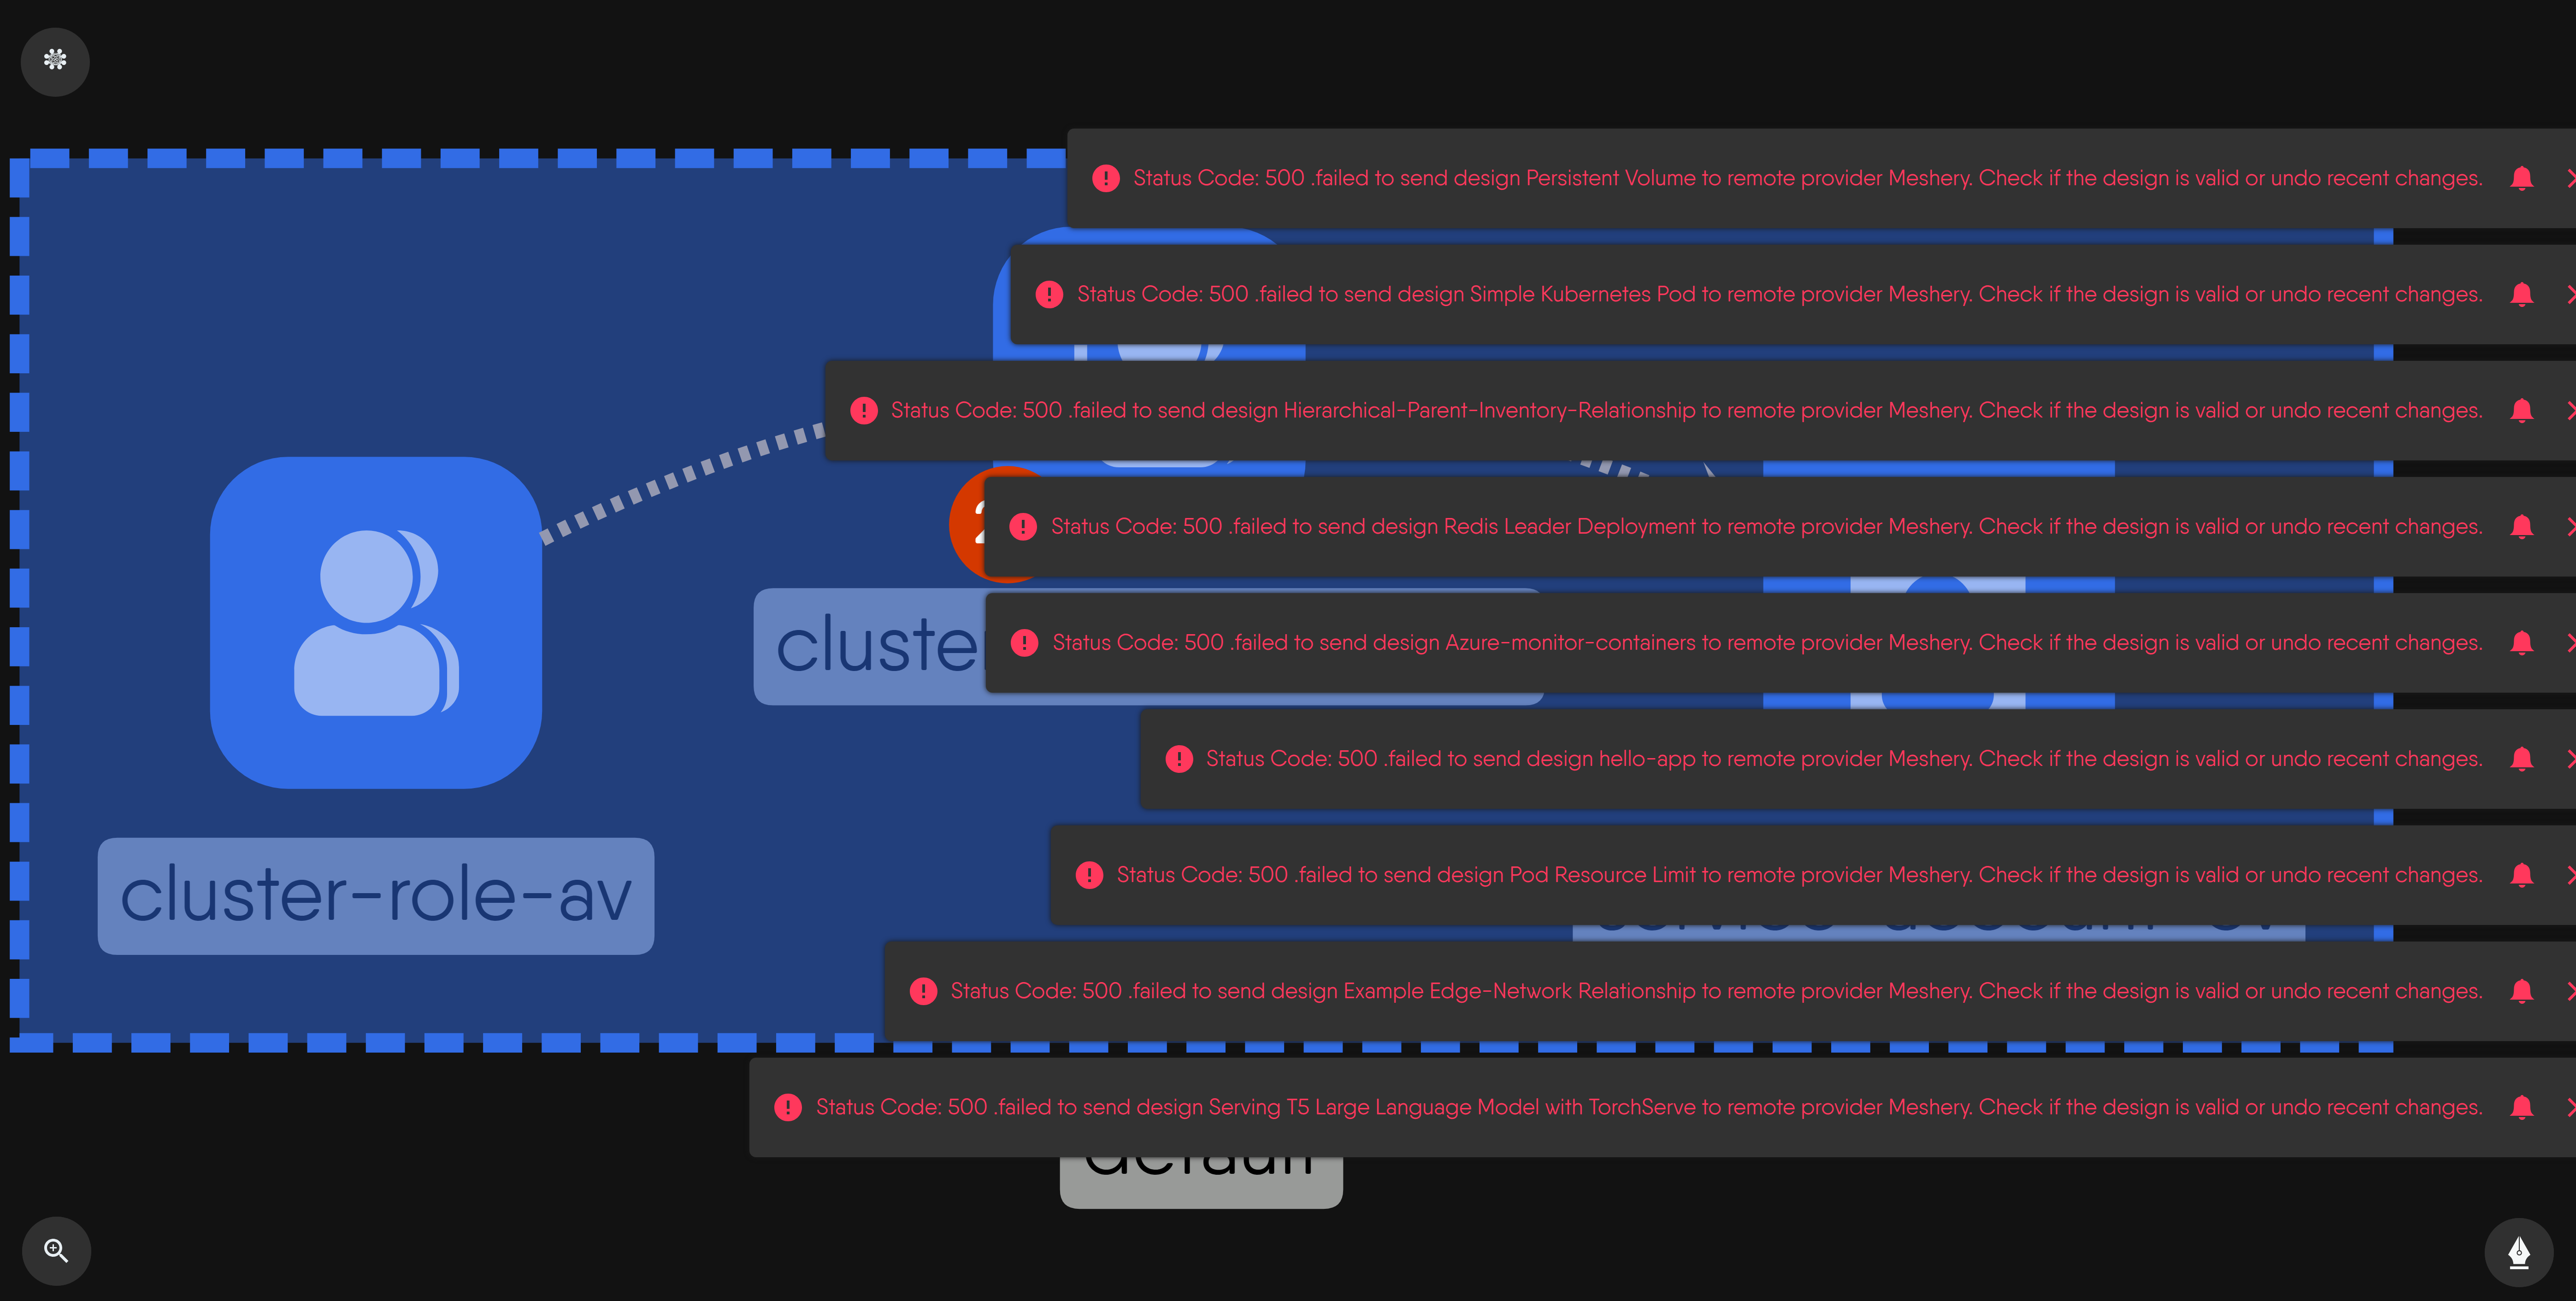 Status Code: 500 .failed to send design Persistent Volume to remote provider Meshery. Check if the design is valid or undo recent changes.
Status Code: 500 .failed to send design Simple Kubernetes Pod to remote provider Meshery. Check if the design is valid or undo recent changes.
Status Code: 500 .failed to send design Hierarchical-Parent-Inventory-Relationship to remote provider Meshery. Check if the design is valid or undo recent changes.
Status Code: 500 .failed to send design Redis Leader Deployment to remote provider Meshery. Check if the design is valid or undo recent changes.
Status Code: 500 .failed to send design Azure-monitor-containers to remote provider Meshery. Check if the design is valid or undo recent changes.
Status Code: 500 .failed to send design hello-app to remote provider Meshery. Check if the design is valid or undo recent changes.
Status Code: 500 .failed to send design Pod Resource Limit to remote provider Meshery. Check if the design is valid or undo recent changes.
cluster-role-av
Status Code: 500 .failed to send design Example Edge-Network Relationship to remote provider Meshery. Check if the design is valid or undo recent changes.
Status Code: 500 .failed to send design Serving T5 Large Language Model with TorchServe to remote provider Meshery. Check if the design is valid or undo recent changes.
default